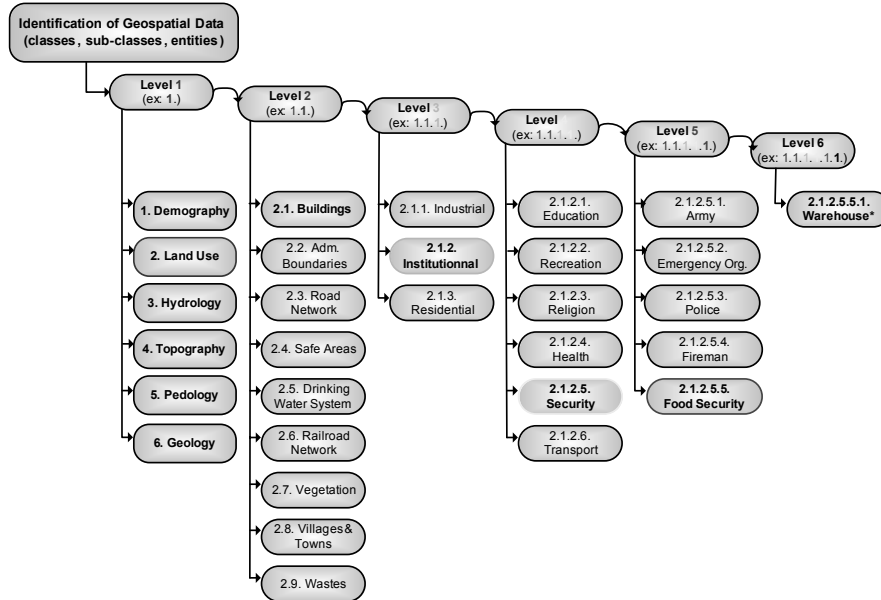 Identification of Geospatial Data
(classes, sub-classes, entities)
Level 1
(ex: 1.)
Level 2
(ex: 1.1.)
Level 3
(ex: 1.1.1.)
Level
(ex: 1.1.1. . .)
Level 5
(ex: 1.1.1. .1.)
Level 6
(ex: 1.1.1. .1.1.)
1. Demography
2. Land Use
3. Hydrology
4. Topography
5. Pedology
6. Geology
2.1. Buildings
2.2. Adm.
Boundaries
2.3. Road
Network
2.4. Safe Areas
2.5. Drinking
Water System
2.6. Railroad
Network
2.7. Vegetation
2.8. Villages &
Towns
2.9. Wastes
2.1.1. Industrial
2.1.2.
Institutionnal
2.1.3.
Residential
2.1.2.1.
Education
2.1.2.2.
Recreation
2.1.2.3.
Religion
2.1.2.4.
Health
2.1.2.5.
Security
2.1.2.6.
Transport
2.1.2.5.1.
Army
2.1.2.5.2.
Emergency Org.
2.1.2.5.3.
Police
2.1.2.5.4.
Fireman
2.1.2.5.5.
Food Security
2.1.2.5.5.1.
Warehouse*